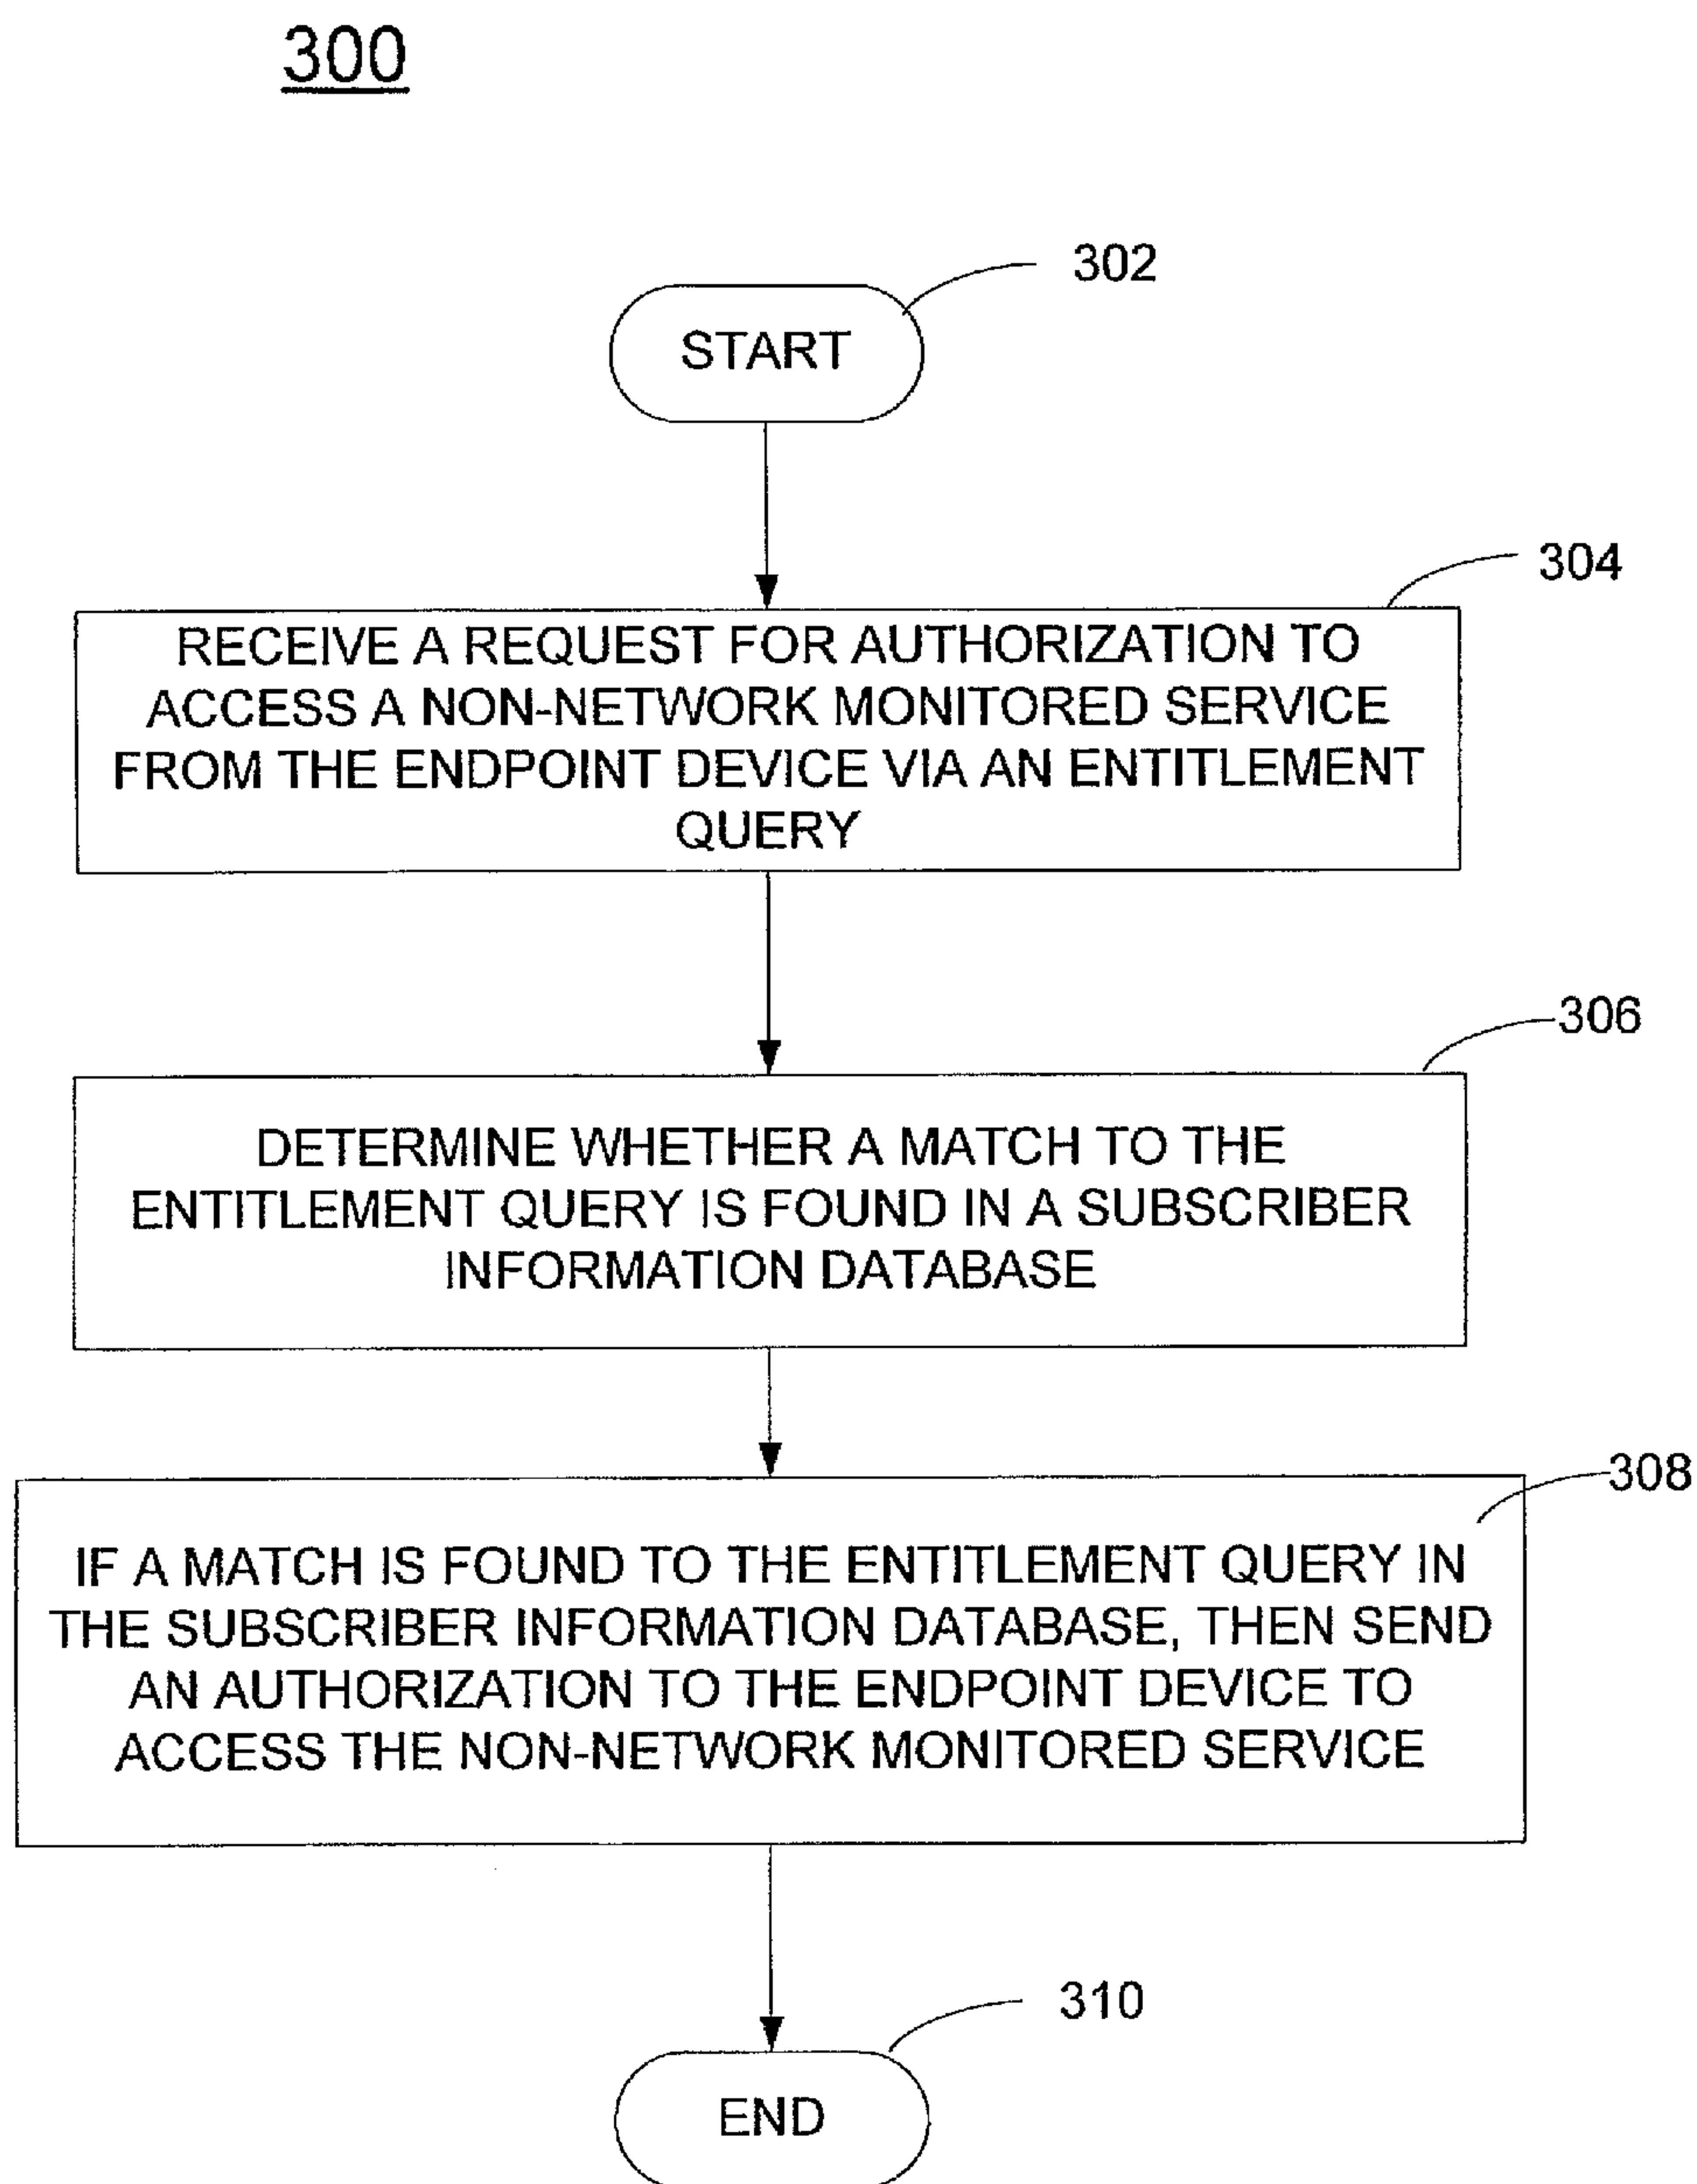 300
302
START
304
RECEIVE A REQUEST FOR AUTHORIZATION TO
ACCESS A NON-NETWORK MONITORED SERVICE
FROM THE ENDPOINT DEVICE VIA AN ENTITLEMENT
QUERY
306
DETERMINE WHETHER A MATCH TO THE
ENTITLEMENT QUERY IS FOUND IN A SUBSCRIBER
INFORMATION DATABASE
308
IF A MATCH IS FOUND TO THE ENTITLEMENT QUERY IN
THE SUBSCRIBER INFORMATION DATABASE, THEN SEND
AN AUTHORIZATION TO THE ENDPOINT DEVICE TO
ACCESS THE NON-NETWORK MONITORED SERVICE
310
END